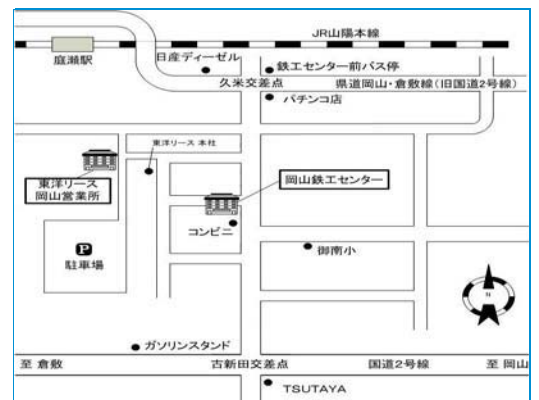 JR山陽本線
庭瀬駅
日産ディーゼル
鉄工センター前バス停
久米交差点
県道岡山・倉敷線(旧国道2号線)
パチンコ店
東洋リース 本社
東洋リース
岡山営業所
岡山鉄工センター
コンビニ
御南小
P
駐車場
N
ガソリンスタンド
至 倉敷
古新田交差点
国道2号線
至 岡山
TSUTAYA